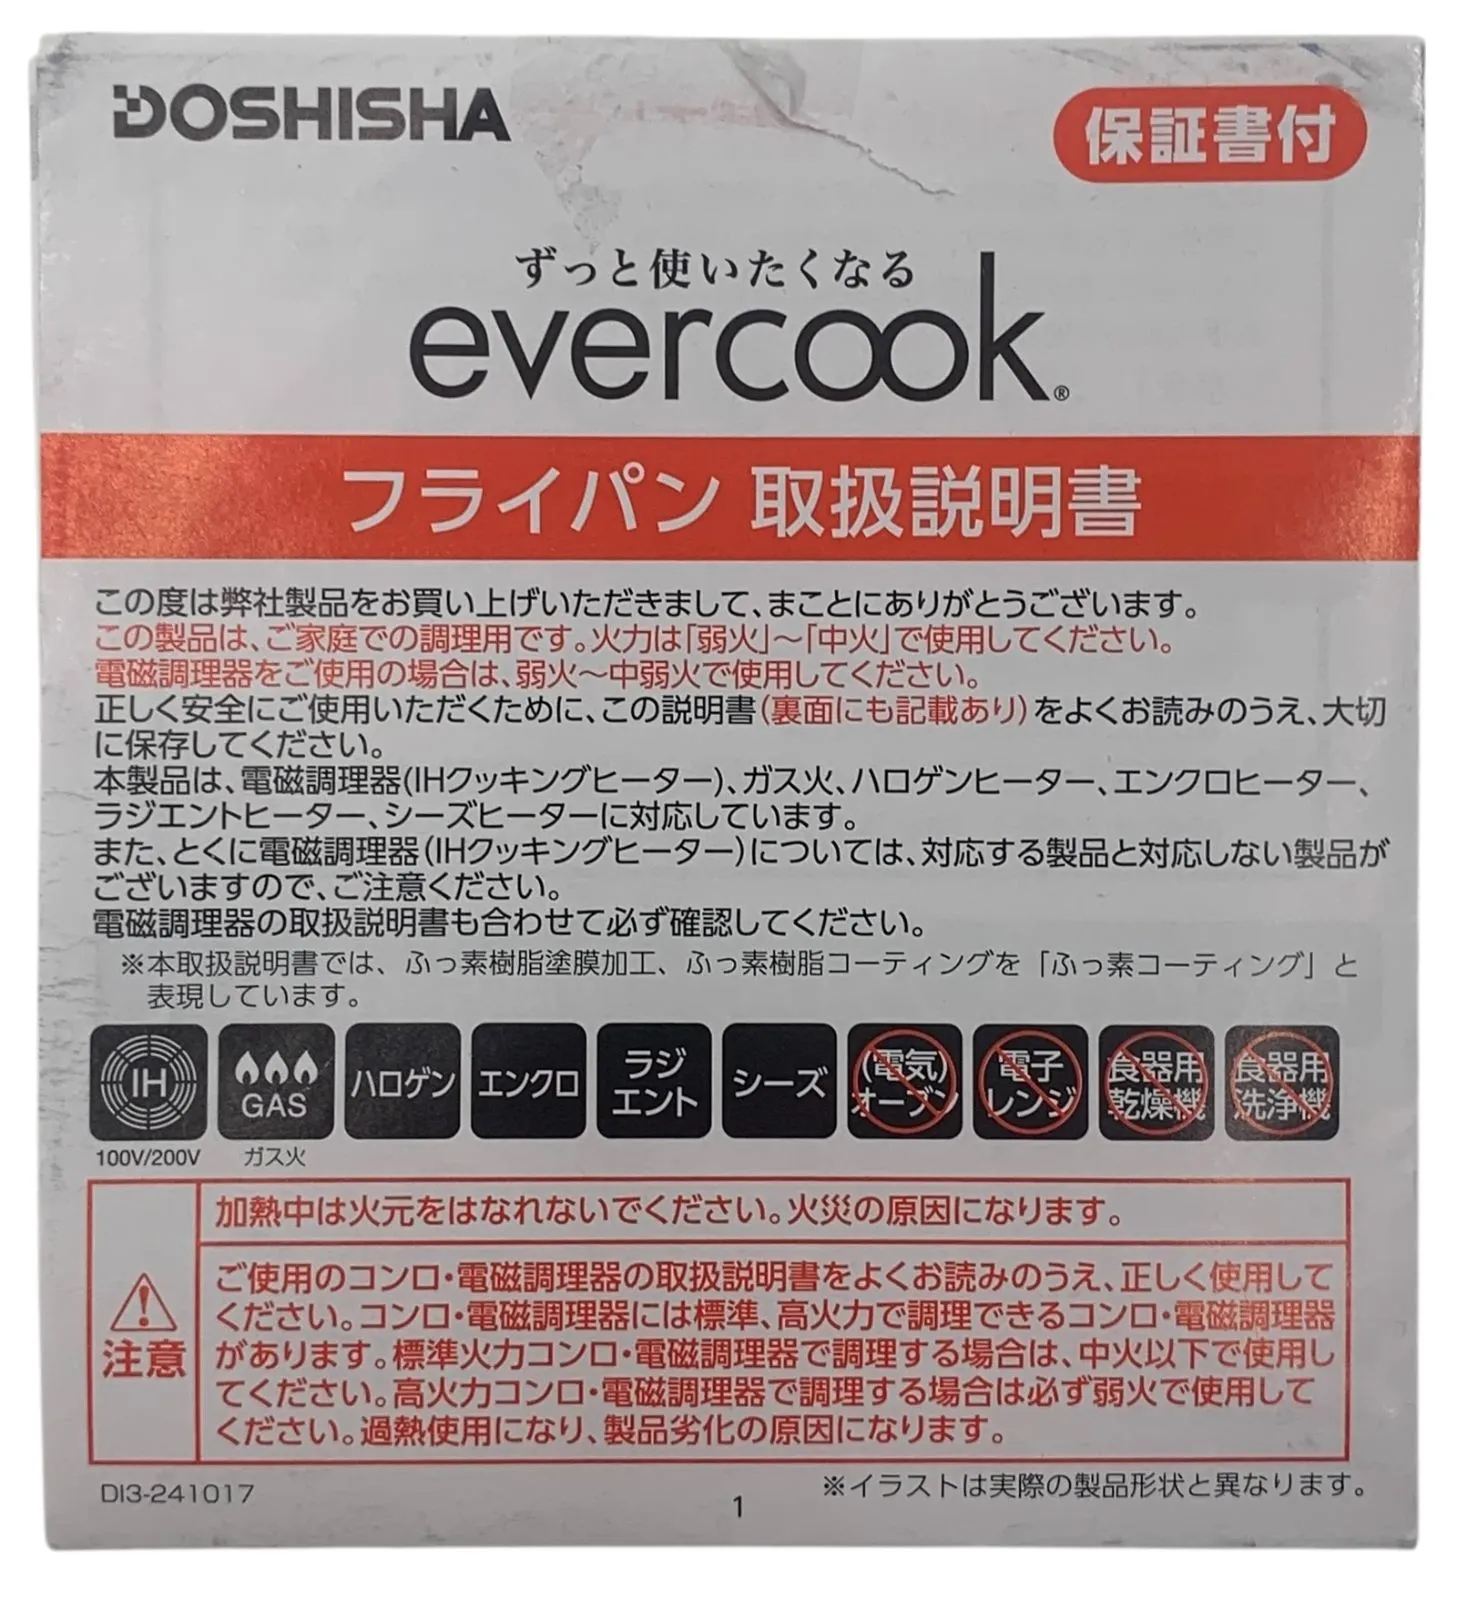 DOSHISHA
保証書付
ずっと使いたくなる
evercook®
フライパン 取扱説明書
この度は弊社製品をお買い上げいただきまして、まことにありがとうございます。
この製品は、ご家庭での調理用です。火力は「弱火」〜「中火」で使用してください。
電磁調理器をご使用の場合は、弱火〜中弱火で使用してください。
正しく安全にご使用いただくために、この説明書(裏面にも記載あり)をよくお読みのうえ、大切
に保存してください。
本製品は、電磁調理器(IHクッキングヒーター)、ガス火、ハロゲンヒーター、エンクロヒーター、
ラジエントヒーター、シーズヒーターに対応しています。
また、とくに電磁調理器(IHクッキングヒーター)については、対応する製品と対応しない製品が
ございますので、ご注意ください。
電磁調理器の取扱説明書も合わせて必ず確認してください。
※本取扱説明書では、ふっ素樹脂塗膜加工、ふっ素樹脂コーティングを「ふっ素コーティング」と
表現しています。
IH
100V/200V
GAS
ガス火
ハロゲン
エンクロ
ラジ
エント
シーズ
(電気)
オーブン
電子
レンジ
食器用
乾燥機
食器用
洗浄機
注意
加熱中は火元をはなれないでください。火災の原因になります。
ご使用のコンロ・電磁調理器の取扱説明書をよくお読みのうえ、正しく使用して
ください。コンロ・電磁調理器には標準、高火力で調理できるコンロ・電磁調理器
があります。標準火力コンロ・電磁調理器で調理する場合は、中火以下で使用し
てください。高火力コンロ・電磁調理器で調理する場合は必ず弱火で使用して
ください。過熱使用になり、製品劣化の原因になります。
※イラストは実際の製品形状と異なります。
DI3-241017
1